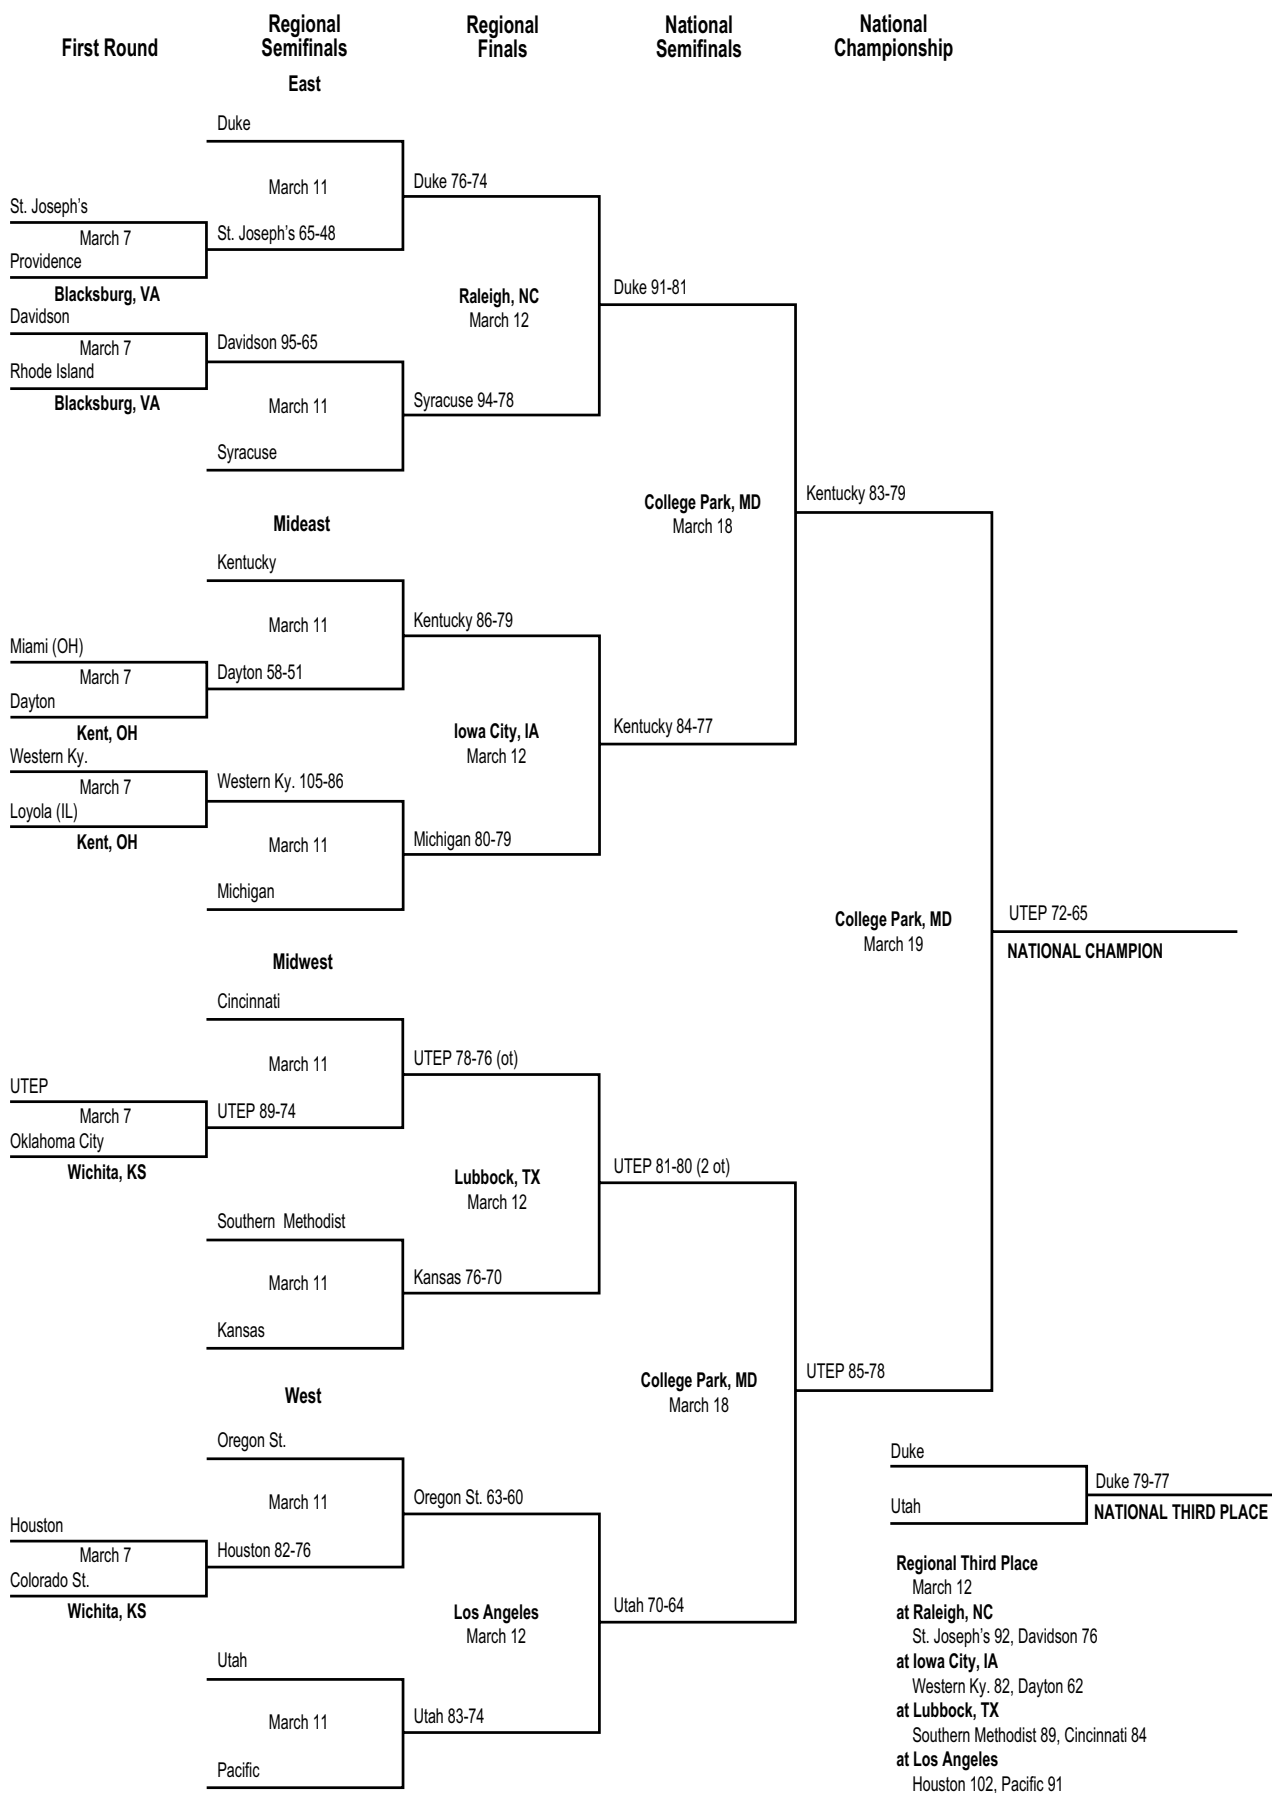 First Round
Regional
Semifinals
Regional
Finals
National
Semifinals
National
Championship
East
Duke
March 11
Duke 76-74
St. Joseph's
March 7
St. Joseph's 65-48
Providence
Blacksburg, VA
Raleigh, NC
March 12
Duke 91-81
Davidson
March 7
Davidson 95-65
Rhode Island
Blacksburg, VA
March 11
Syracuse 94-78
Syracuse
College Park, MD
March 18
Kentucky 83-79
Mideast
Kentucky
March 11
Kentucky 86-79
Miami (OH)
March 7
Dayton 58-51
Dayton
Kent, OH
Iowa City, IA
March 12
Kentucky 84-77
Western Ky.
March 7
Western Ky. 105-86
Loyola (IL)
Kent, OH
March 11
Michigan 80-79
Michigan
College Park, MD
March 19
UTEP 72-65
NATIONAL CHAMPION
Midwest
Cincinnati
March 11
UTEP 78-76 (ot)
UTEP
March 7
UTEP 89-74
Oklahoma City
Wichita, KS
Lubbock, TX
March 12
UTEP 81-80 (2 ot)
Southern Methodist
March 11
Kansas 76-70
Kansas
College Park, MD
March 18
UTEP 85-78
West
Oregon St.
March 11
Oregon St. 63-60
Houston
March 7
Houston 82-76
Colorado St.
Wichita, KS
Los Angeles
March 12
Utah 70-64
Utah
March 11
Utah 83-74
Pacific
Duke
Duke 79-77
Utah
NATIONAL THIRD PLACE
Regional Third Place
March 12
at Raleigh, NC
St. Joseph's 92, Davidson 76
at Iowa City, IA
Western Ky. 82, Dayton 62
at Lubbock, TX
Southern Methodist 89, Cincinnati 84
at Los Angeles
Houston 102, Pacific 91